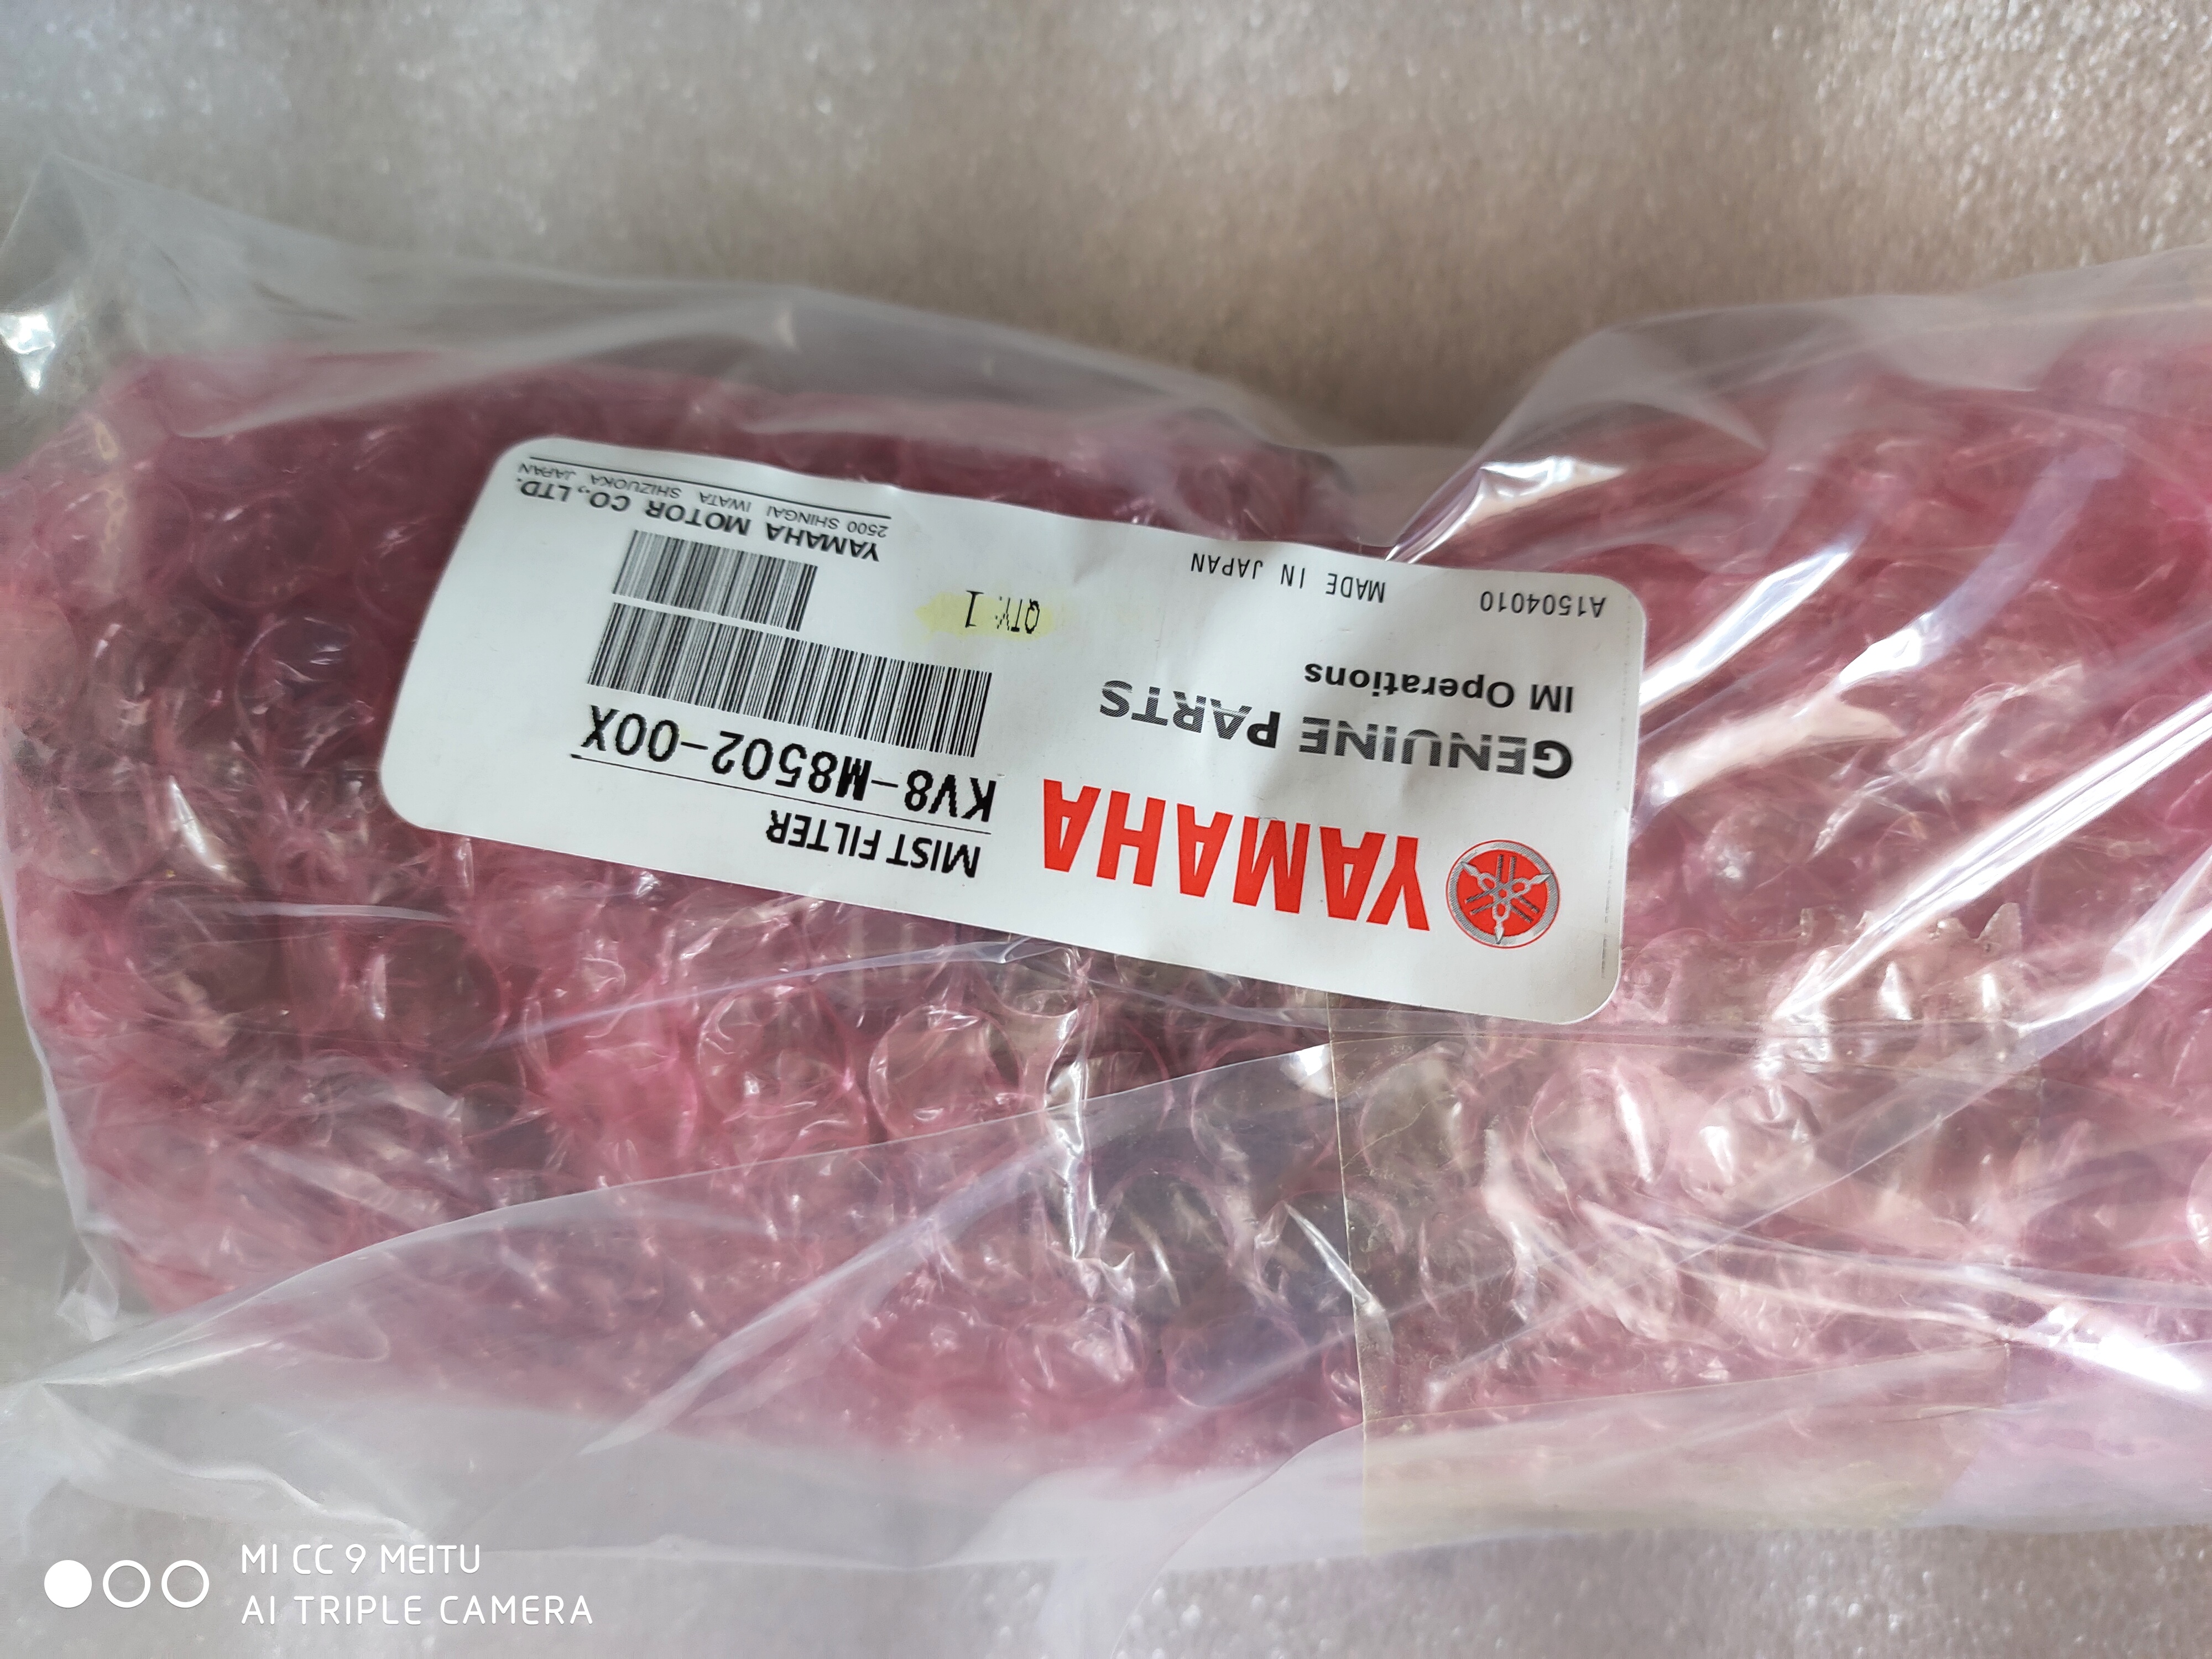 YAMAHA
GENUINE PARTS
IM Operations
A1504010 MADE IN JAPAN
MIST FILTER
KV8-M8502-00X
QTY: 1
YAMAHA MOTOR CO., LTD.
2500 SHINGAI IWATA SHIZUOKA JAPAN
MI CC 9 MEITU
AI TRIPLE CAMERA